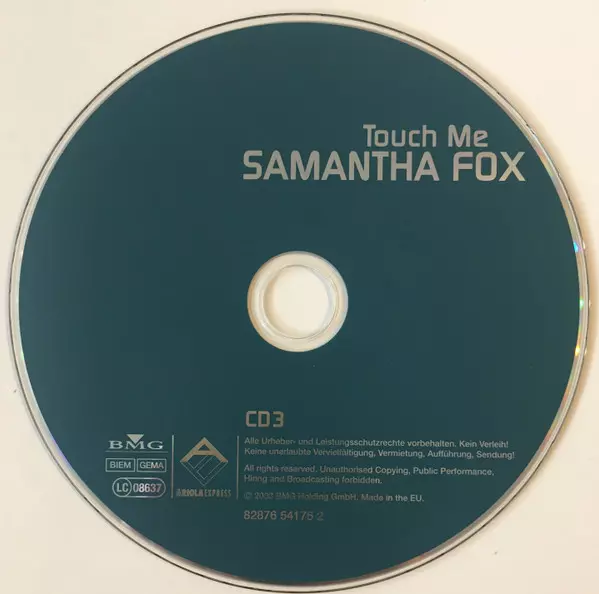 Touch Me
SAMANTHA FOX
CD3
BMG
BIEM GEMA
LC 08637
ARIOLA EXPRESS
Alle Urheber- und Leistungsschutzrechte vorbehalten. Kein Verleih!
Keine unerlaubte Vervielfältigung, Vermietung, Aufführung, Sendung!
All rights reserved. Unauthorised Copying, Public Performance,
Hiring and Broadcasting forbidden.
© 2003 BMG Holding GmbH. Made in the EU.
82876 54176 2